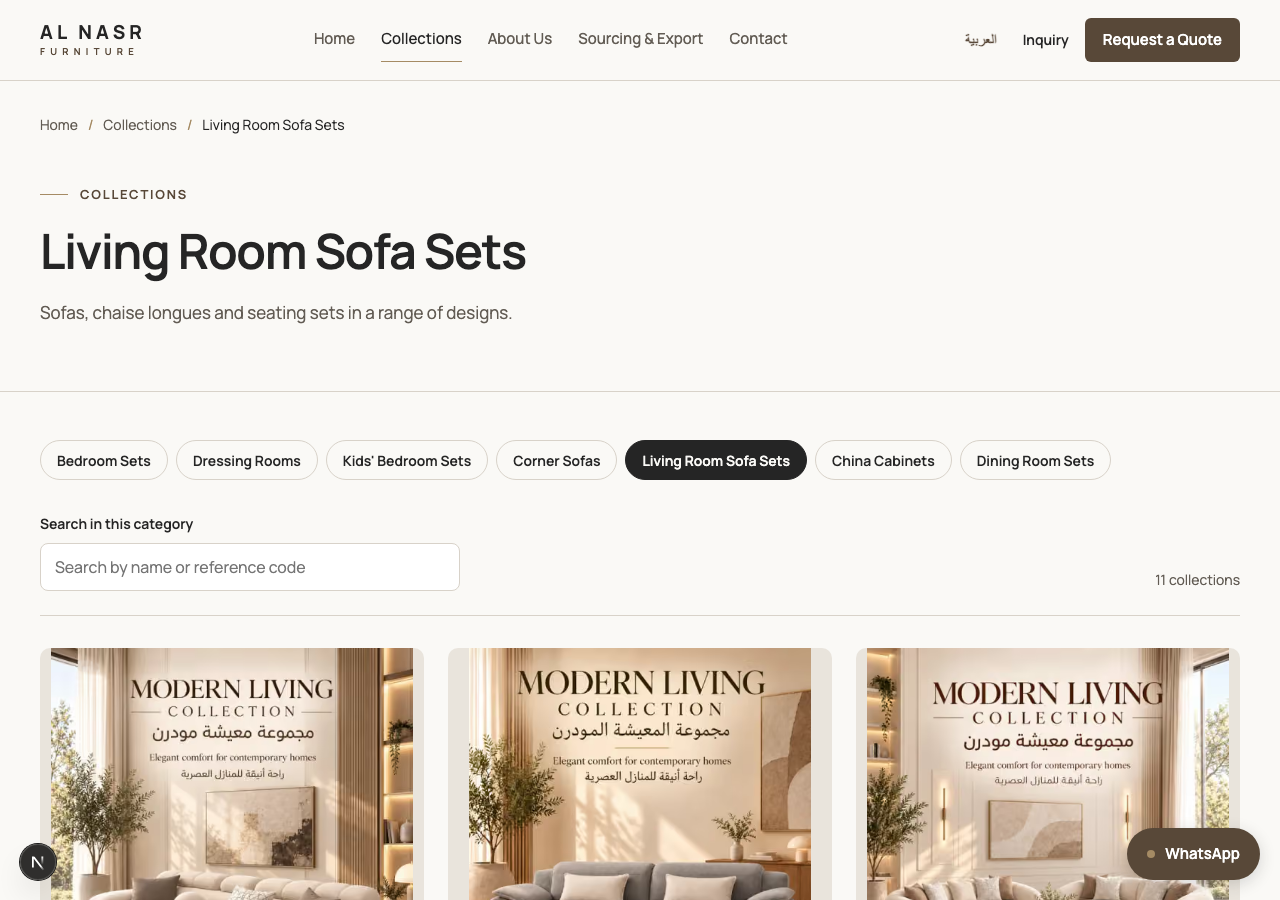 AL NASR
FURNITURE
Home
Collections
About Us
Sourcing & Export
Contact
العربية
Inquiry
Request a Quote
Home / Collections / Living Room Sofa Sets
COLLECTIONS
Living Room Sofa Sets
Sofas, chaise longues and seating sets in a range of designs.
Bedroom Sets
Dressing Rooms
Kids' Bedroom Sets
Corner Sofas
Living Room Sofa Sets
China Cabinets
Dining Room Sets
Search in this category
Search by name or reference code
11 collections
MODERN LIVING
COLLECTION
مجموعة معيشة مودرن
Elegant comfort for contemporary homes
راحة أنيقة للمنازل العصرية
MODERN LIVING
COLLECTION
مجموعة المعيشة المودرن
Elegant comfort for contemporary homes
راحة أنيقة للمنازل العصرية
MODERN LIVING
COLLECTION
مجموعة معيشة مودرن
Elegant comfort for contemporary homes
راحة أنيقة للمنازل العصرية
N
WhatsApp